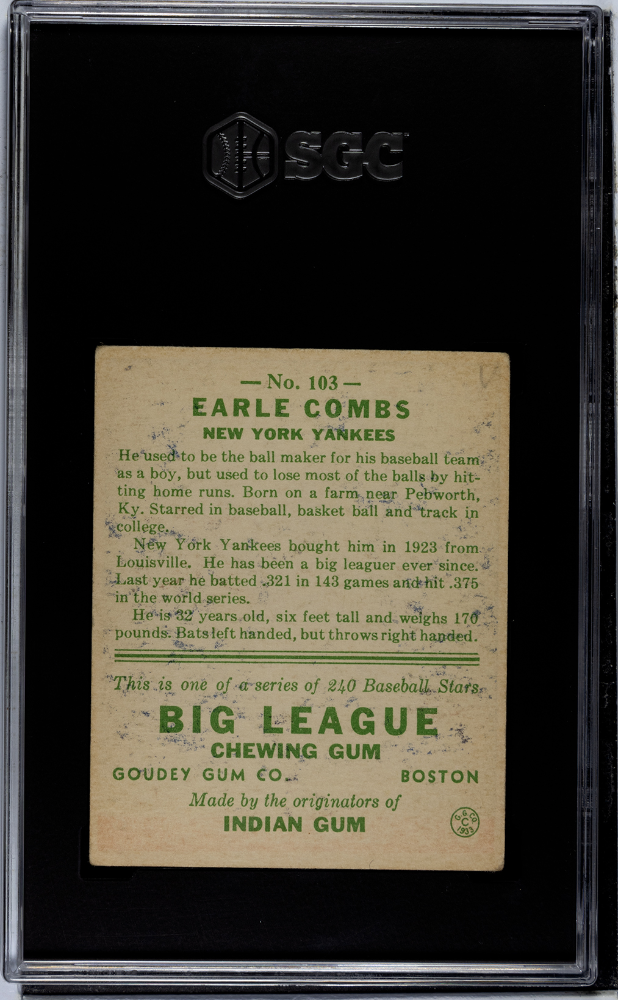 SGC
— No. 103 —
EARLE COMBS
NEW YORK YANKEES
He used to be the ball maker for his baseball team
as a boy, but used to lose most of the balls by hit-
ting home runs. Born on a farm near Pebworth,
Ky. Starred in baseball, basket ball and track in
college.
New York Yankees bought him in 1923 from
Louisville. He has been a big leaguer ever since.
Last year he batted .321 in 143 games and hit .375
in the world series.
He is 32 years old, six feet tall and weighs 170
pounds. Bats left handed, but throws right handed.
This is one of a series of 240 Baseball Stars
BIG LEAGUE
CHEWING GUM
GOUDEY GUM CO. BOSTON
Made by the originators of
INDIAN GUM
G. G. CO.
C
1933